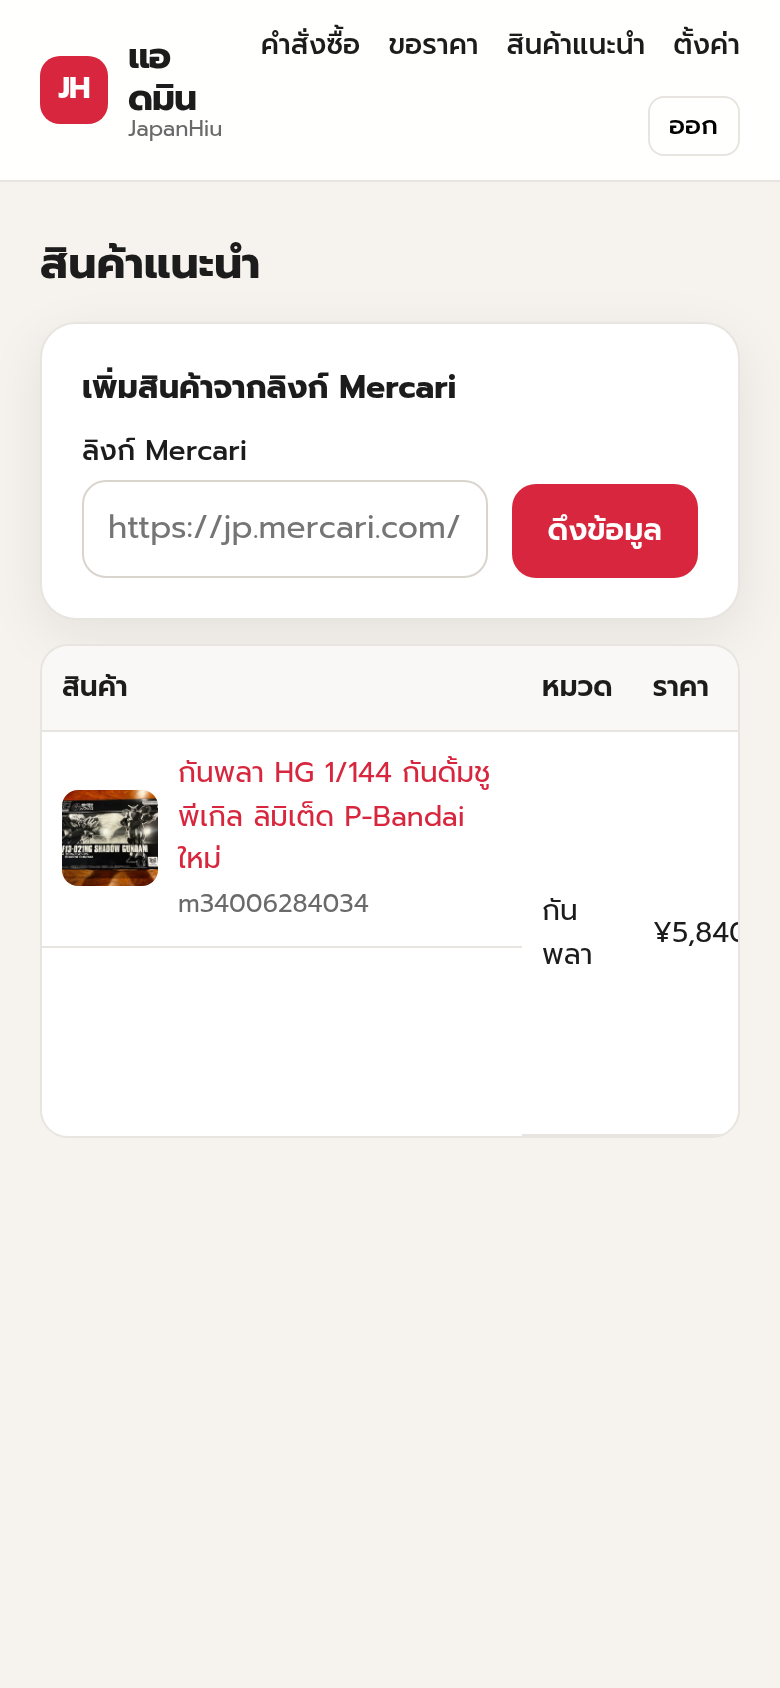 JH
แอ
ดมิน
JapanHiu
คำสั่งซื้อ ขอราคา สินค้าแนะนำ ตั้งค่า
ออก
สินค้าแนะนำ
เพิ่มสินค้าจากลิงก์ Mercari
ลิงก์ Mercari
https://jp.mercari.com/
ดึงข้อมูล
สินค้า หมวด ราคา
กันพลา HG 1/144 กันดั้มชู
พีเกิล ลิมิเต็ด P-Bandai
ใหม่
m34006284034
SHADOW GUNDAM
กัน
พลา
¥5,840